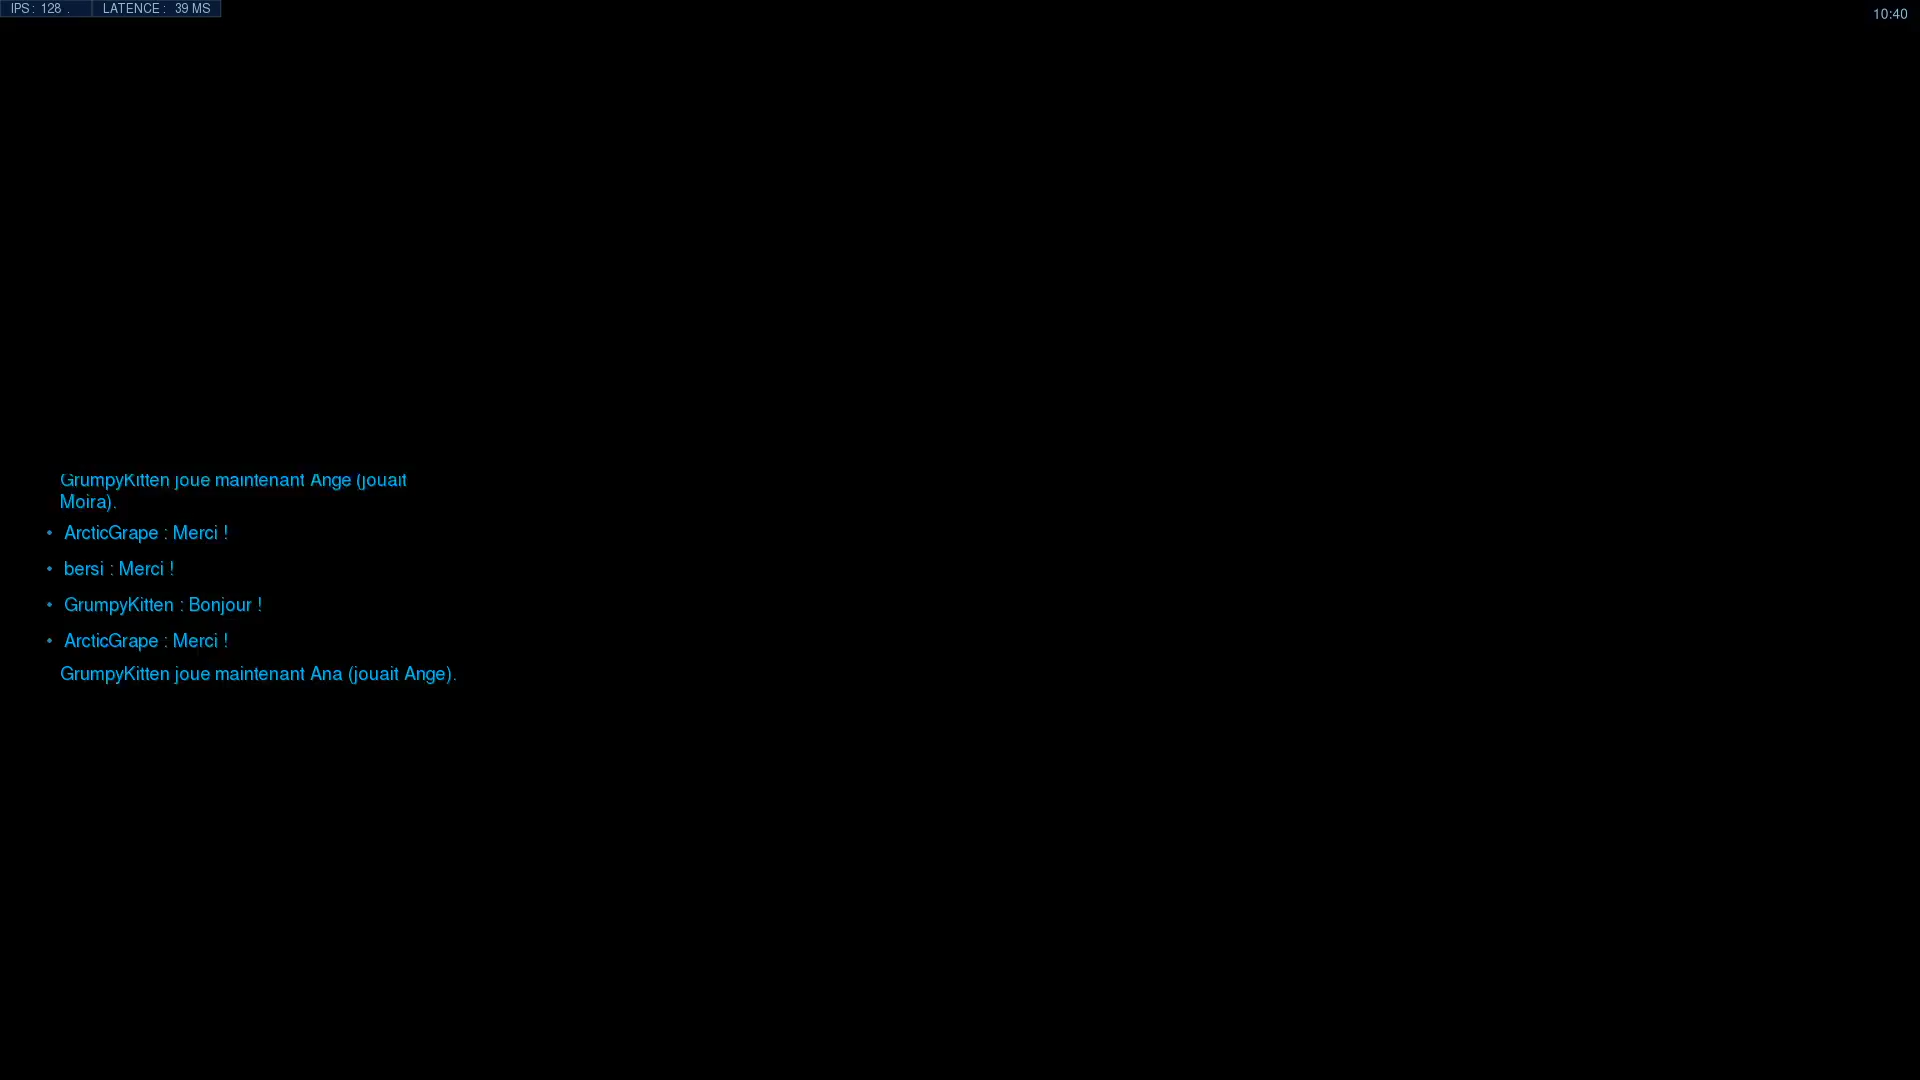 IPS : 128 .
LATENCE : 39 MS
10:40
GrumpyKitten joue maintenant Ange (jouait
Moira).
• ArcticGrape : Merci !
• bersi : Merci !
• GrumpyKitten : Bonjour !
• ArcticGrape : Merci !
GrumpyKitten joue maintenant Ana (jouait Ange).